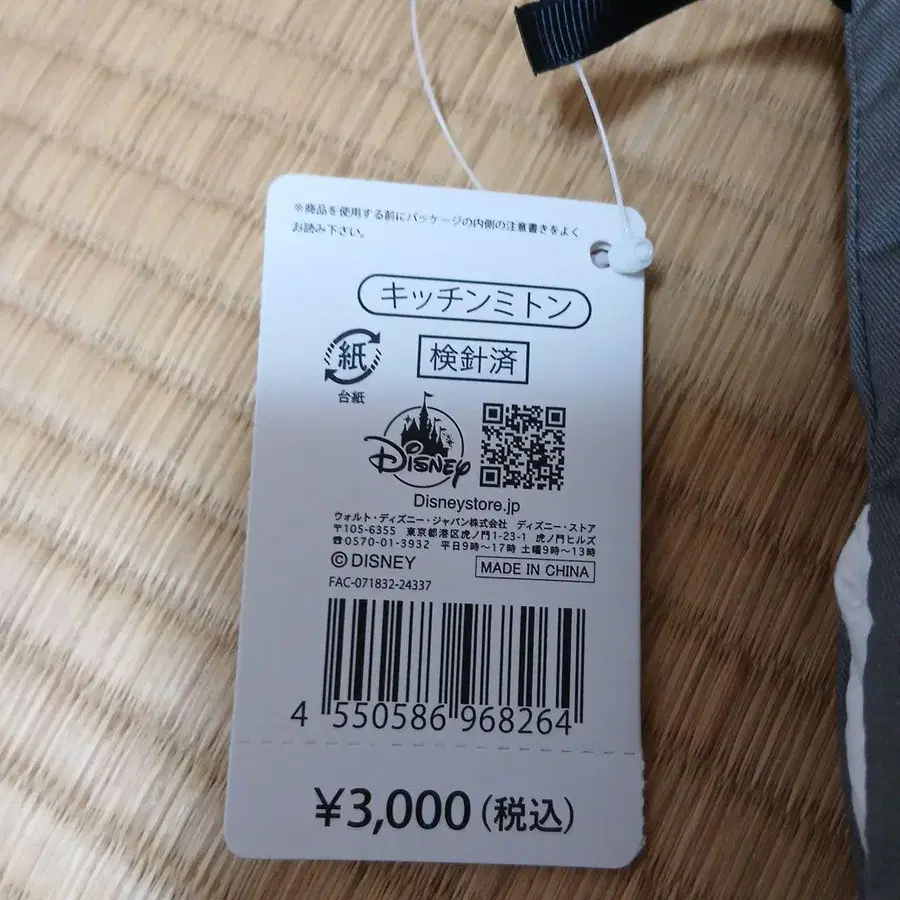 ※商品を使用する前にパッケージの内側の注意書きをよく
お読み下さい。
キッチンミトン
紙
検針済
台紙
Disney
Disneystore.jp
ウォルト・ディズニー・ジャパン株式会社 ディズニー・ストア
〒105-6355 東京都港区虎ノ門1-23-1 虎ノ門ヒルズ
☎0570-01-3932 平日9時~17時 土曜9時~13時
©DISNEY
MADE IN CHINA
FAC-071832-24337
4 550586 968264
¥3,000(税込)